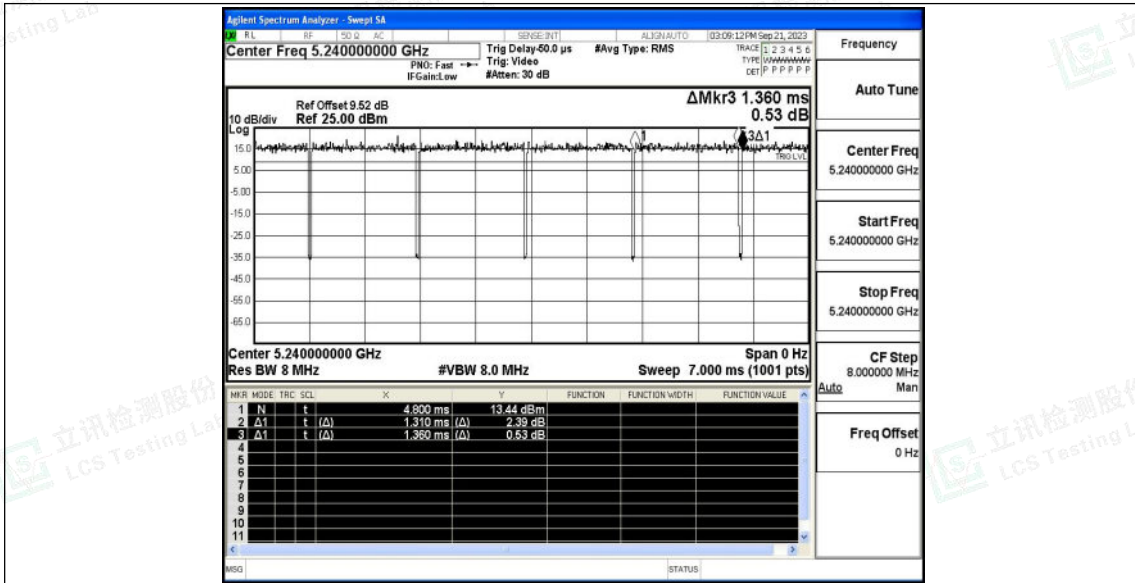 Agilent Spectrum Analyzer - Swept SA
RL RF 50 Ω AC SENSE:INT ALIGNAUTO 03:09:12 PM Sep 21, 2023
Center Freq 5.240000000 GHz
PNO: Fast
IFGain:Low
Trig Delay-50.0 µs
Trig: Video
#Atten: 30 dB
#Avg Type: RMS
TRACE 1 2 3 4 5 6
TYPE
DET P P P P P P
ΔMkr3 1.360 ms
0.53 dB
Ref Offset 9.52 dB
10 dB/div Ref 25.00 dBm
Log
1
3Δ1
TRIG LVL
15.0
5.00
-5.00
-15.0
-25.0
-35.0
-45.0
-55.0
-65.0
Center 5.240000000 GHz Span 0 Hz
Res BW 8 MHz #VBW 8.0 MHz Sweep 7.000 ms (1001 pts)
MKR MODE TRC SCL X Y FUNCTION FUNCTION WIDTH FUNCTION VALUE
1 N t 4.800 ms 13.44 dBm
2 Δ1 t (Δ) 1.310 ms (Δ) 2.39 dB
3 Δ1 t (Δ) 1.360 ms (Δ) 0.53 dB
4
5
6
7
8
9
10
11
MSG STATUS
Frequency
Auto Tune
Center Freq
5.240000000 GHz
Start Freq
5.240000000 GHz
Stop Freq
5.240000000 GHz
CF Step
8.000000 MHz
Auto Man
Freq Offset
0 Hz
sting Lab
立讯检测股份
LCS Testing Lab
立讯检测股份
LCS Testing L